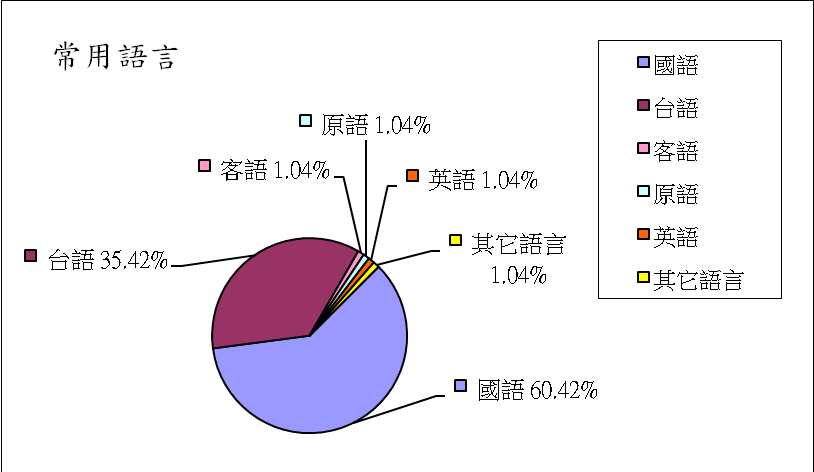 常用語言
原語 1.04%
客語 1.04%
英語 1.04%
台語 35.42%
其它語言
1.04%
國語 60.42%
國語
台語
客語
原語
英語
其它語言